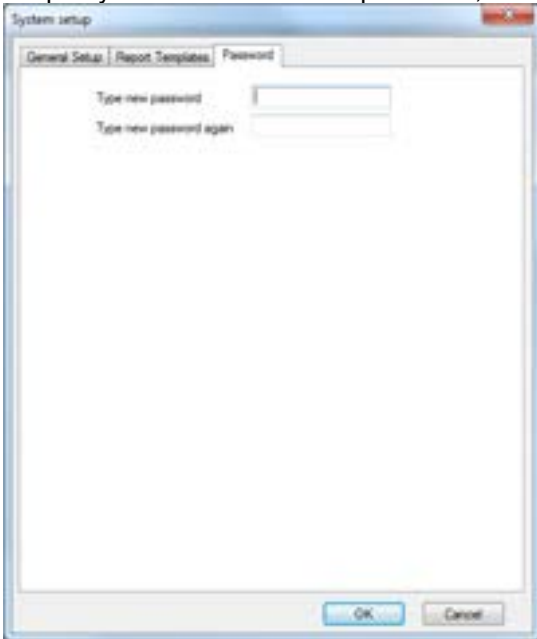 System setup
General Setup Report Templates Password
Type new password
Type new password again
OK Cancel